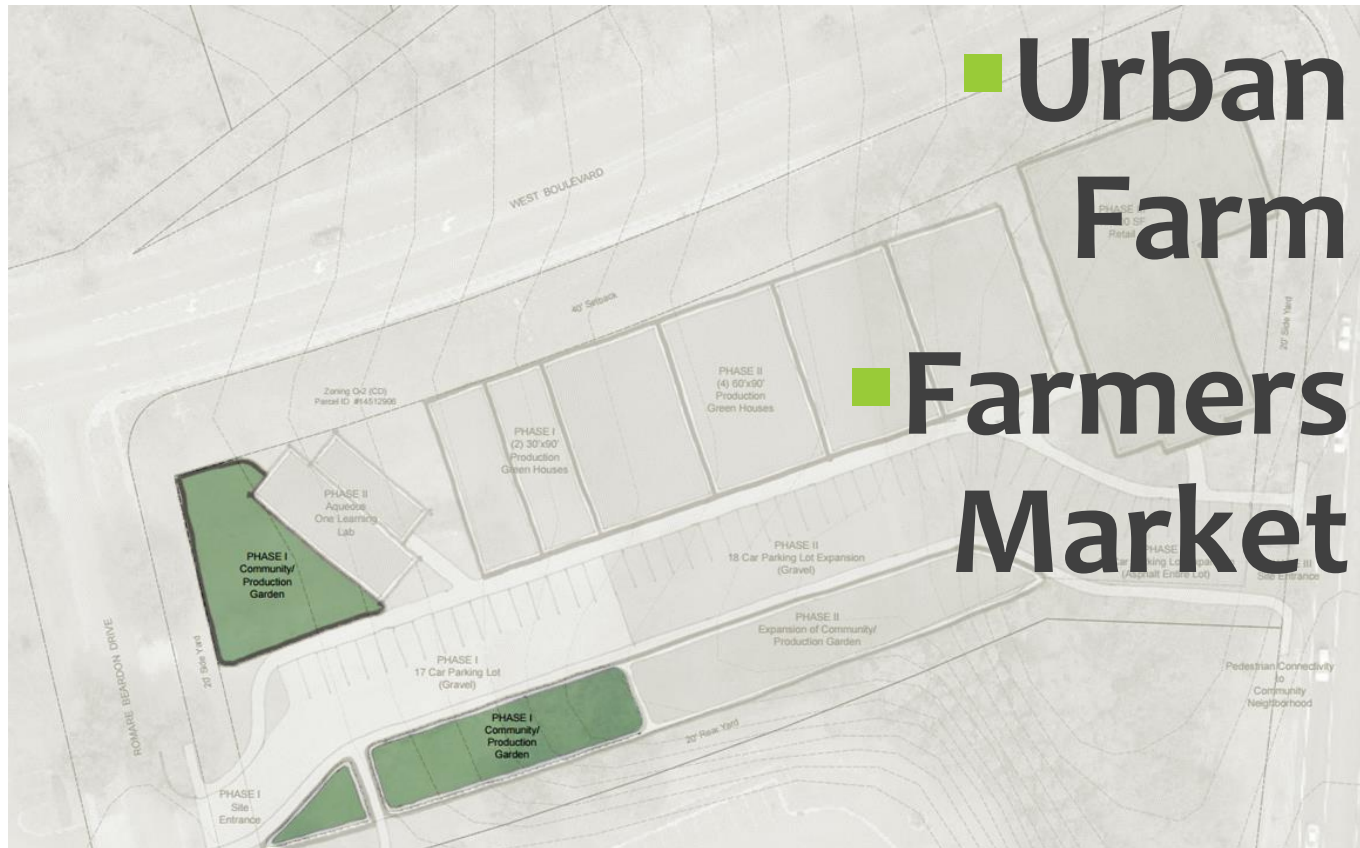 Urban
Farm
Farmers
Market
WEST BOULEVARD
40' Setback
Retail
20' Side Yard
Zoning O-2 (CD)
PHASE II
(4) 60'x90'
Production
Green Houses
PHASE I
(2) 30'x90'
Production
Green Houses
PHASE II
Aqueous
One Learning
Lab
PHASE I
Community/
Production
Garden
PHASE II
18 Car Parking Lot Expansion
(Gravel)
(Asphalt Entire Lot)
Site Entrance
PHASE II
Expansion of Community/
Production Garden
ROMARE BEARDON DRIVE
20' Side Yard
PHASE I
17 Car Parking Lot
(Gravel)
Pedestrian Connectivity
to
Community
Neighborhood
PHASE I
Community/
Production
Garden
20' Rear Yard
PHASE I
Site
Entrance